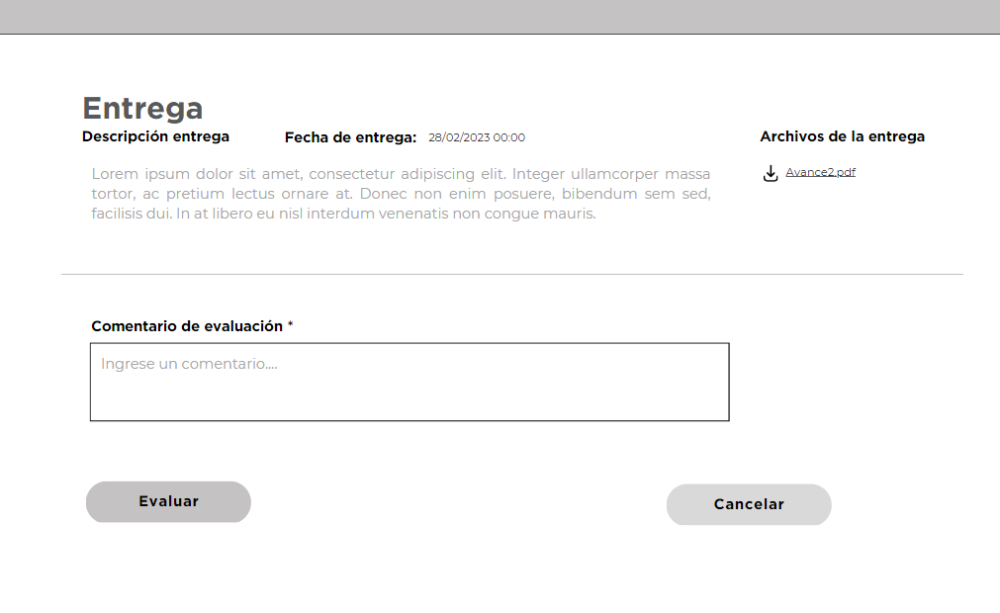 Entrega
Descripción entrega
Fecha de entrega: 28/02/2023 00:00
Archivos de la entrega
Lorem ipsum dolor sit amet, consectetur adipiscing elit. Integer ullamcorper massa
tortor, ac pretium lectus ornare at. Donec non enim posuere, bibendum sem sed,
facilisis dui. In at libero eu nisl interdum venenatis non congue mauris.
Avance2.pdf
Comentario de evaluación *
Ingrese un comentario....
Evaluar
Cancelar